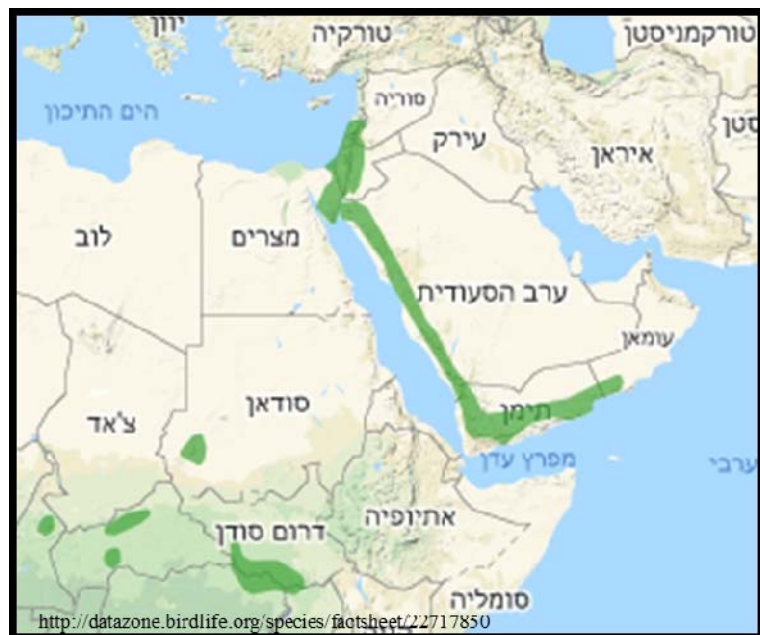 יוון
טורקיה
טורקמניסטן
סוריה
הים התיכון
סטן
עירק
איראן
לוב
מצרים
ערב הסעודית
עומאן
סודאן
תימן
צ'אד
מפרץ עדן
ערבי
אתיופיה
דרום סודן
סומליה
http://datazone.birdlife.org/species/factsheet/22717850